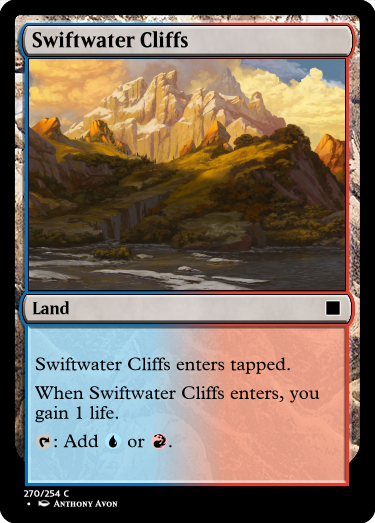 Swiftwater Cliffs
Land
Swiftwater Cliffs enters tapped.
When Swiftwater Cliffs enters, you
gain 1 life.
: Add or .
270/254 C
• Anthony Avon